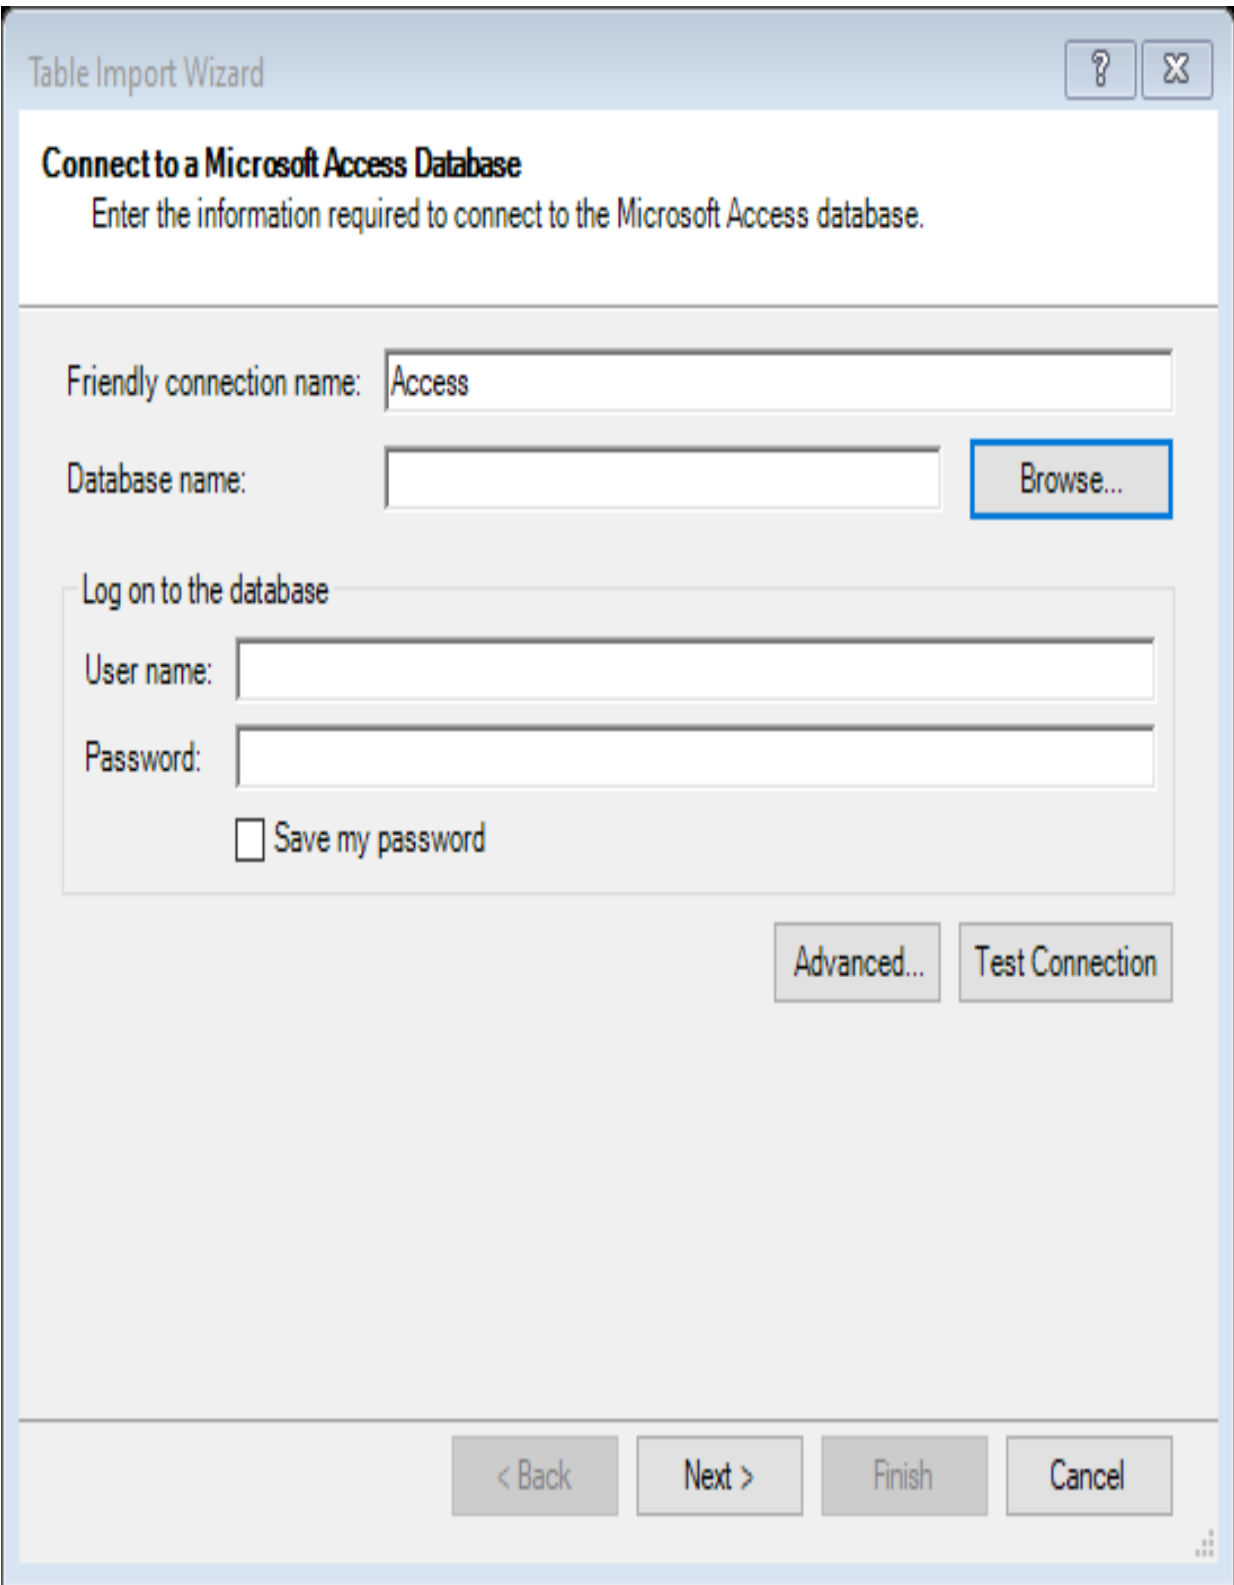 Table Import Wizard
?
Connect to a Microsoft Access Database
Enter the information required to connect to the Microsoft Access database.
Friendly connection name: Access
Database name: Browse...
Log on to the database
User name:
Password:
Save my password
Advanced... Test Connection
< Back Next > Finish Cancel